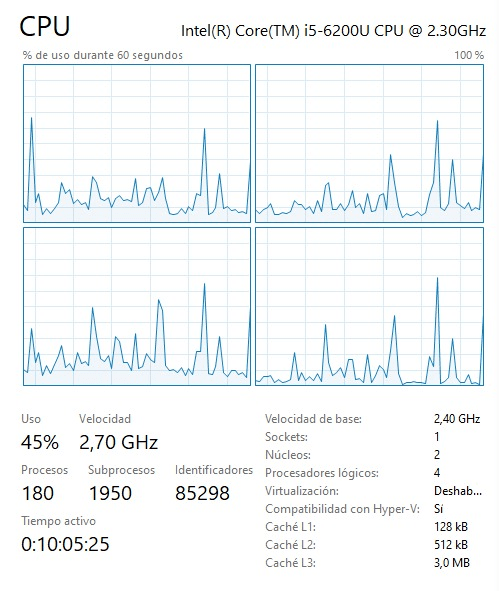 CPU Intel(R) Core(TM) i5-6200U CPU @ 2.30GHz
% de uso durante 60 segundos 100 %
Uso Velocidad
45% 2,70 GHz
Procesos Subprocesos Identificadores
180 1950 85298
Tiempo activo
0:10:05:25
Velocidad de base: 2,40 GHz
Sockets: 1
Núcleos: 2
Procesadores lógicos: 4
Virtualización: Deshab...
Compatibilidad con Hyper-V: Sí
Caché L1: 128 kB
Caché L2: 512 kB
Caché L3: 3,0 MB